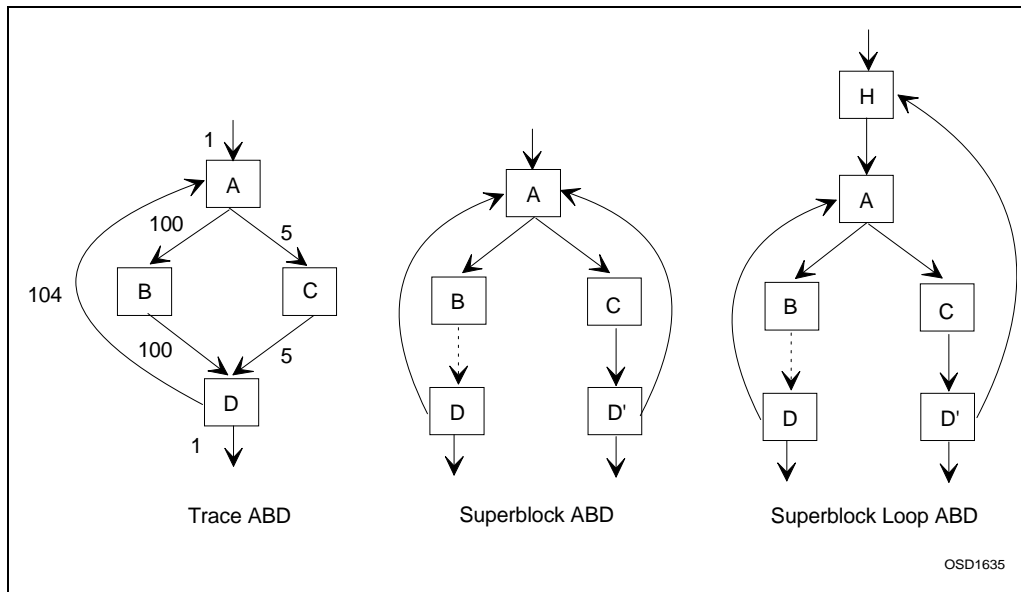 1
A
100
5
B
C
104
100
5
D
1
Trace ABD
A
B
C
D
D'
Superblock ABD
H
A
B
C
D
D'
Superblock Loop ABD
OSD1635